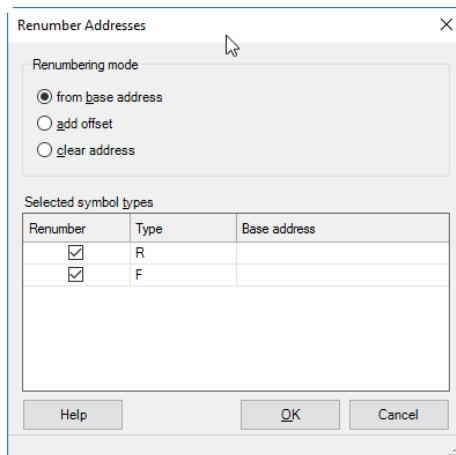 Renumber Addresses
Renumbering mode
from base address
add offset
clear address
Selected symbol types
Renumber Type Base address
R
F
Help OK Cancel